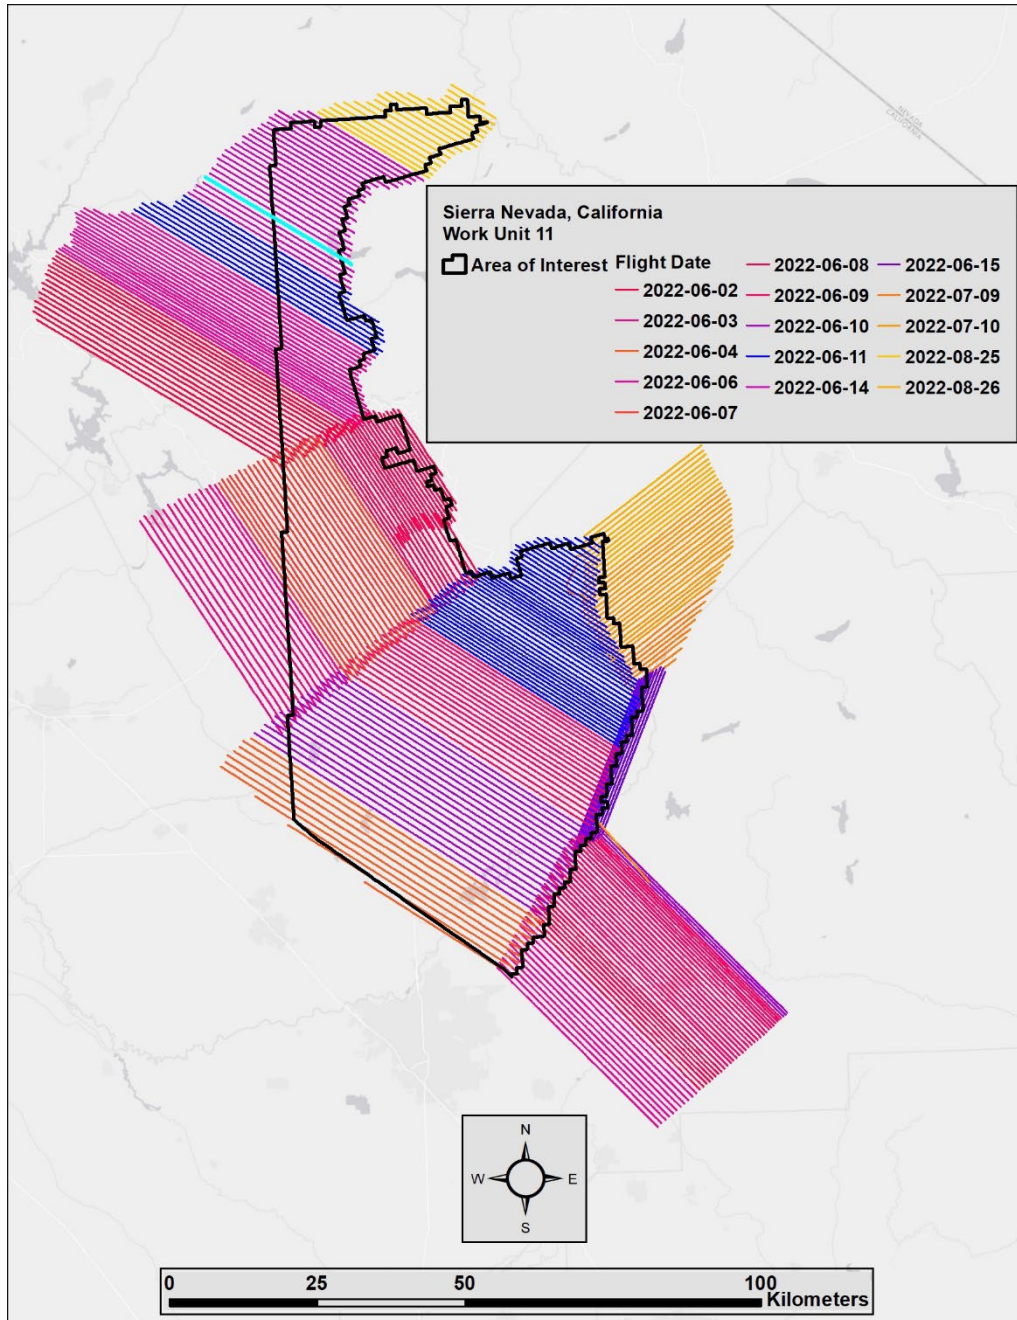 NEVADA
CALIFORNIA
Sierra Nevada, California
Work Unit 11
Area of Interest
Flight Date
2022-06-02
2022-06-03
2022-06-04
2022-06-06
2022-06-07
2022-06-08
2022-06-09
2022-06-10
2022-06-11
2022-06-14
2022-06-15
2022-07-09
2022-07-10
2022-08-25
2022-08-26
N
W E
S
0 25 50 100
Kilometers